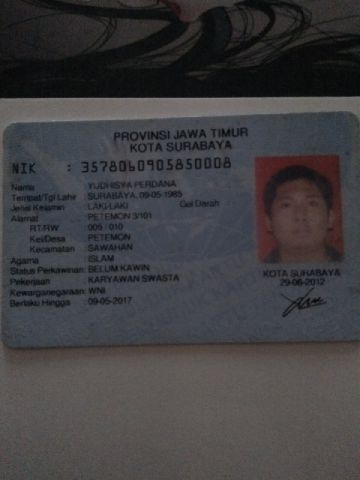 PROVINSI JAWA TIMUR
KOTA SURABAYA
NIK : 3578060905850008
Nama : YUDHISYA PERDANA
Tempat/Tgl Lahir : SURABAYA, 09-05-1985
Jenis Kelamin : LAKI-LAKI Gol Darah
Alamat : PETEMON 3/101
RT/RW : 005 / 010
Kel/Desa : PETEMON
Kecamatan : SAWAHAN
Agama : ISLAM
Status Perkawinan: BELUM KAWIN
Pekerjaan : KARYAWAN SWASTA
Kewarganegaraan: WNI
Berlaku Hingga : 09-05-2017
KOTA SURABAYA
29-06-2012